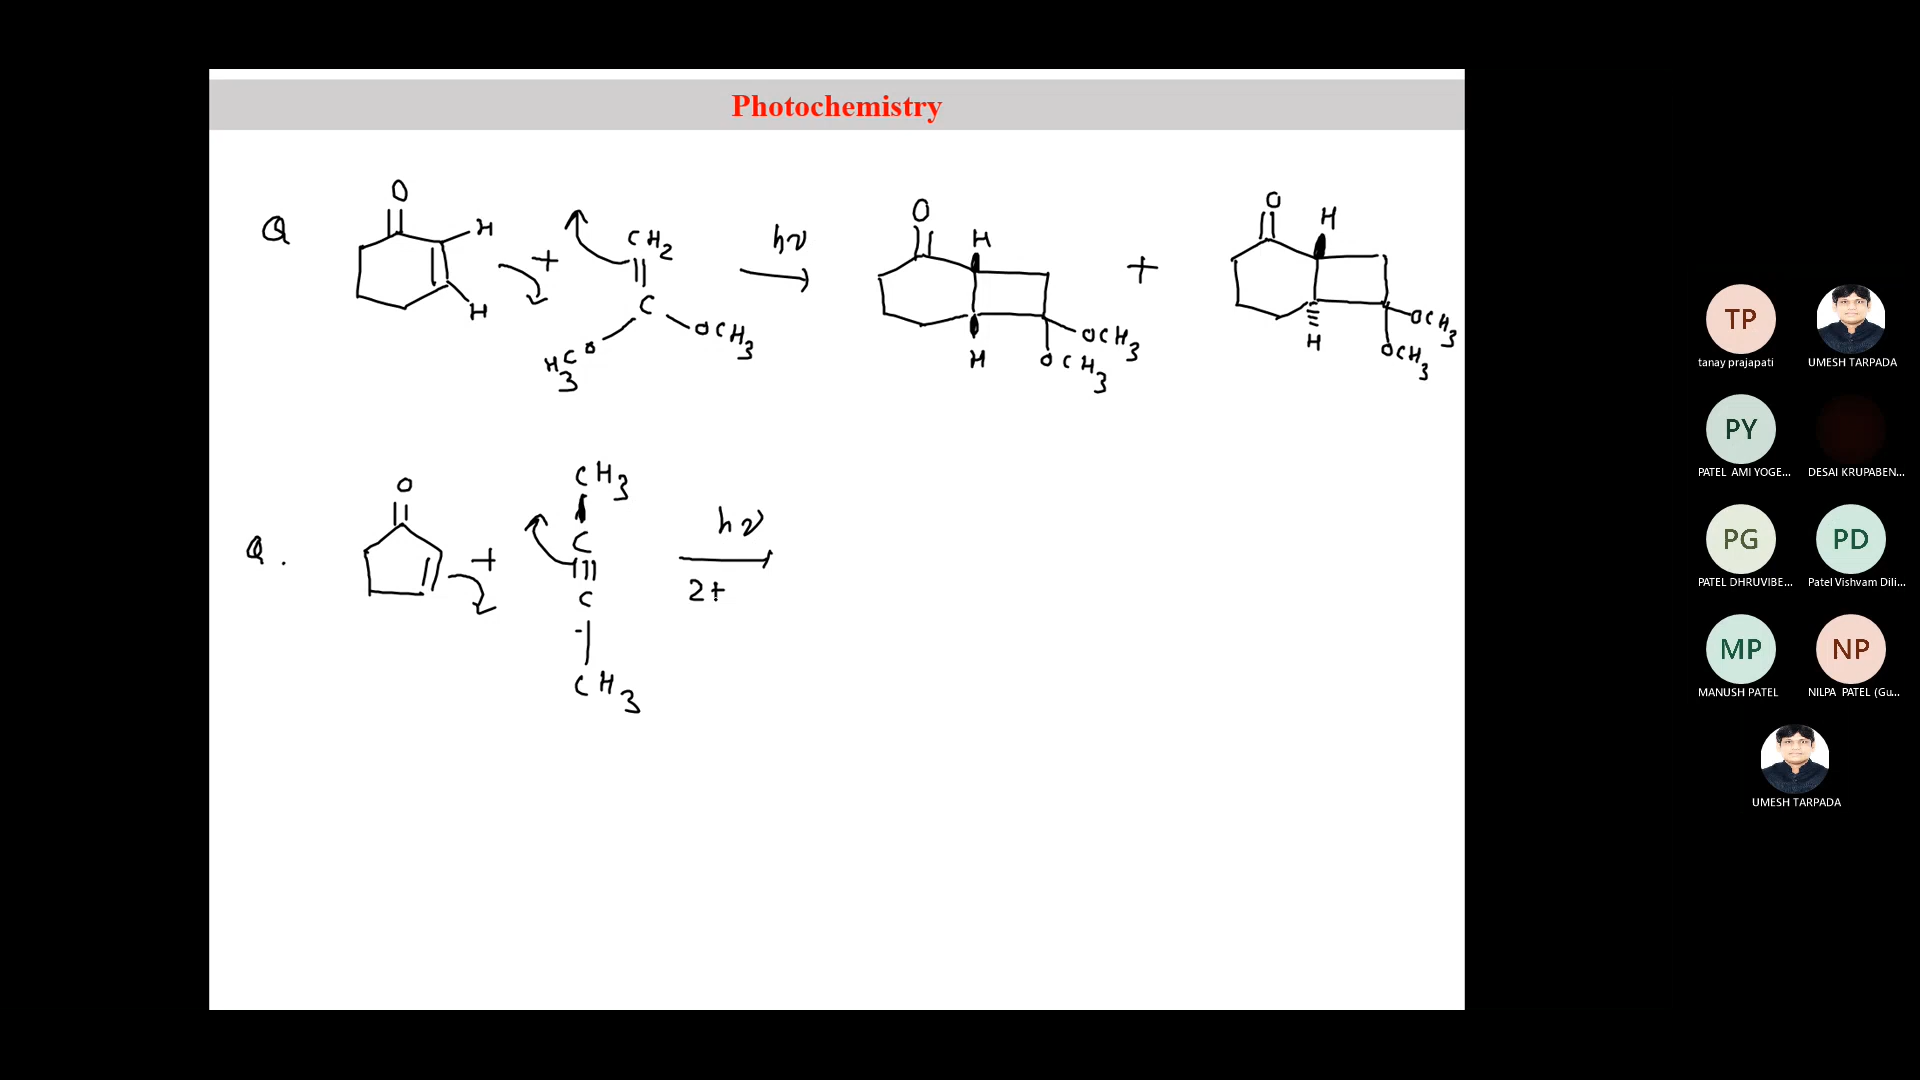 Photochemistry
Q
O
H
H
+
CH2
C
OCH3
H3CO
hν
O
H
H
OCH3
OCH3
+
O
H
H
OCH3
OCH3
Q.
O
+
CH3
C
C
CH3
hν
2+
TP
tanay prajapati
UMESH TARPADA
PY
PATEL AMI YOGE...
DESAI KRUPABEN...
PG
PATEL DHRUVIBE...
PD
Patel Vishvam Dili...
MP
MANUSH PATEL
NP
NILPA PATEL (Gu...
UMESH TARPADA